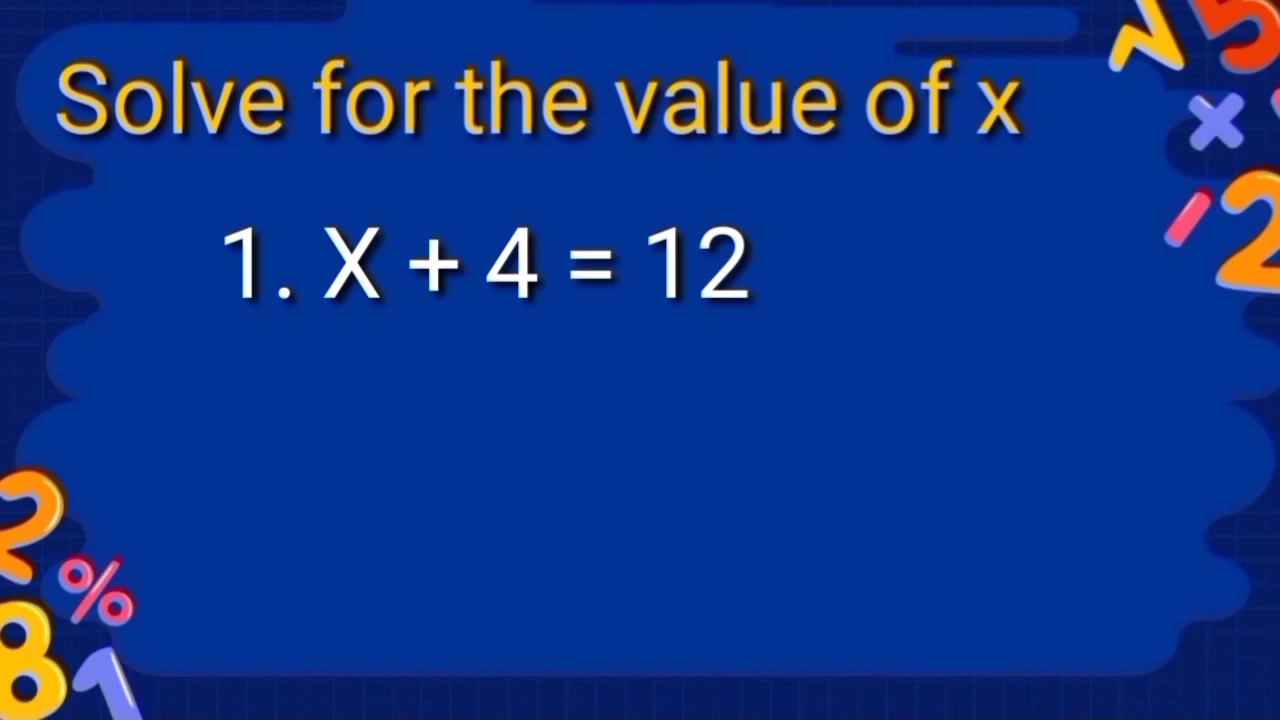 Solve for the value of x
1. X + 4 = 12